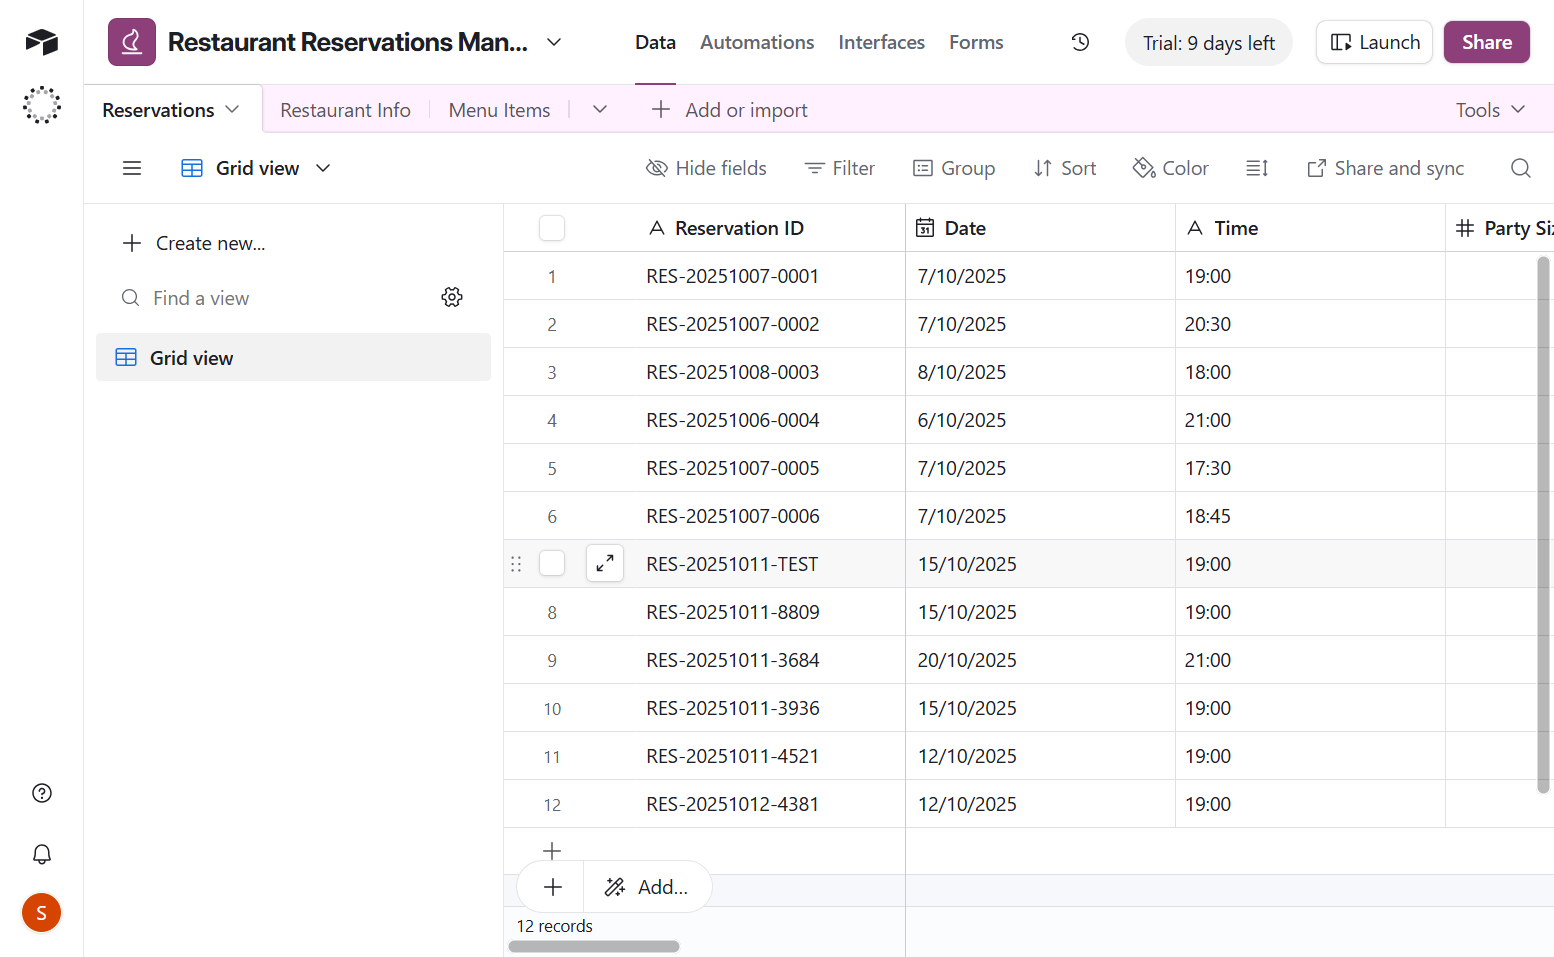 Restaurant Reservations Man...
Data
Automations
Interfaces
Forms
Trial: 9 days left
Launch
Share
Reservations
Restaurant Info
Menu Items
Add or import
Tools
Grid view
Hide fields
Filter
Group
Sort
Color
Share and sync
Create new...
Find a view
Grid view
Reservation ID Date Time Party Siz
1 RES-20251007-0001 7/10/2025 19:00
2 RES-20251007-0002 7/10/2025 20:30
3 RES-20251008-0003 8/10/2025 18:00
4 RES-20251006-0004 6/10/2025 21:00
5 RES-20251007-0005 7/10/2025 17:30
6 RES-20251007-0006 7/10/2025 18:45
RES-20251011-TEST 15/10/2025 19:00
8 RES-20251011-8809 15/10/2025 19:00
9 RES-20251011-3684 20/10/2025 21:00
10 RES-20251011-3936 15/10/2025 19:00
11 RES-20251011-4521 12/10/2025 19:00
12 RES-20251012-4381 12/10/2025 19:00
Add...
12 records
S